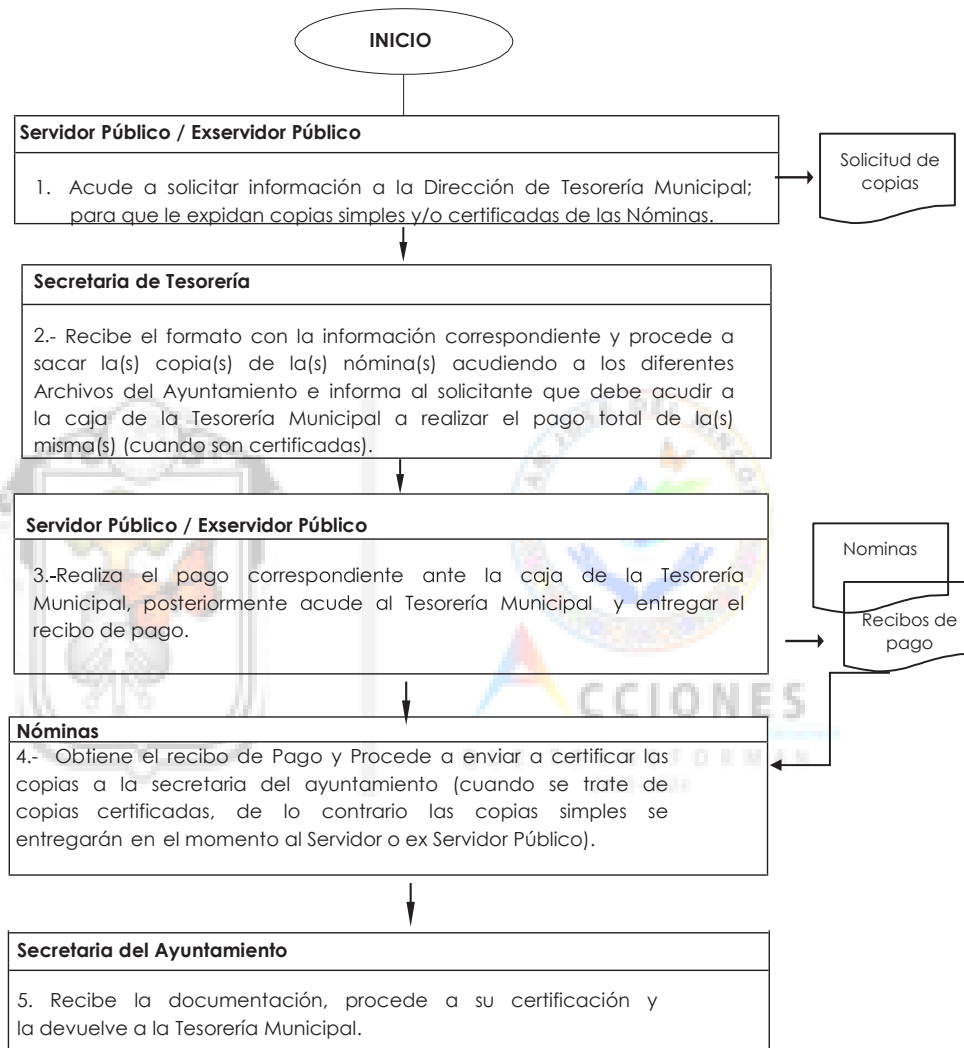 INICIO
Servidor Público / Exservidor Público
1. Acude a solicitar información a la Dirección de Tesorería Municipal;
para que le expidan copias simples y/o certificadas de las Nóminas.
Solicitud de
copias
Secretaria de Tesorería
2.- Recibe el formato con la información correspondiente y procede a
sacar la(s) copia(s) de la(s) nómina(s) acudiendo a los diferentes
Archivos del Ayuntamiento e informa al solicitante que debe acudir a
la caja de la Tesorería Municipal a realizar el pago total de la(s)
misma(s) (cuando son certificadas).
Servidor Público / Exservidor Público
3.-Realiza el pago correspondiente ante la caja de la Tesorería
Municipal, posteriormente acude al Tesorería Municipal y entregar el
recibo de pago.
Nominas
Recibos de
pago
ACCIONES
Nóminas
4.- Obtiene el recibo de Pago y Procede a enviar a certificar las
copias a la secretaria del ayuntamiento (cuando se trate de
copias certificadas, de lo contrario las copias simples se
entregarán en el momento al Servidor o ex Servidor Público).
Secretaria del Ayuntamiento
5. Recibe la documentación, procede a su certificación y
la devuelve a la Tesorería Municipal.